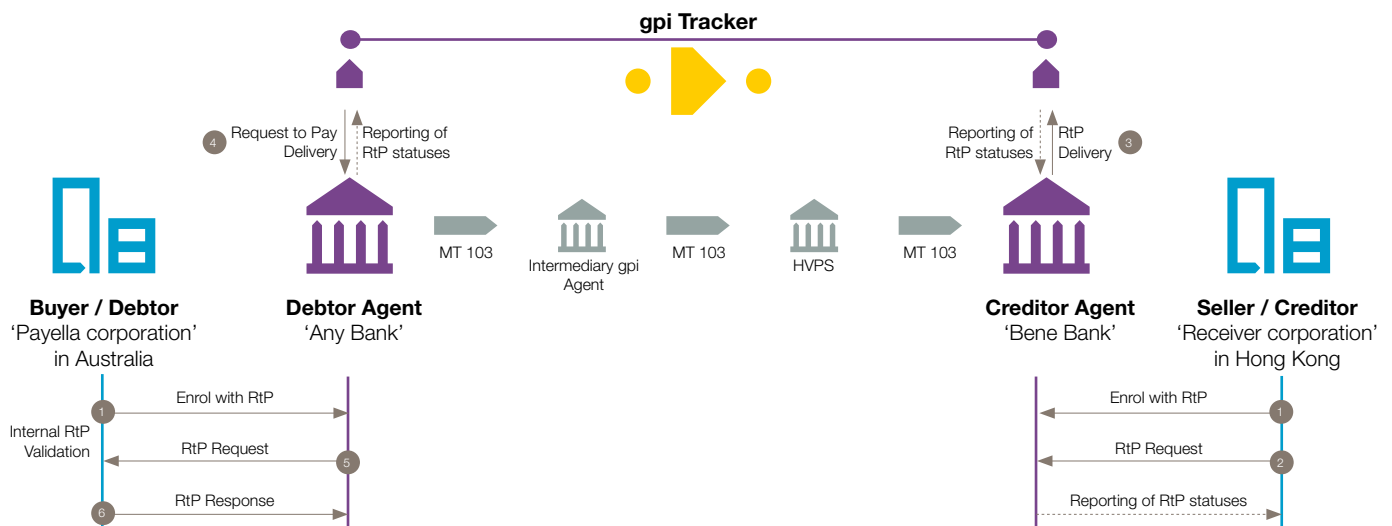 gpi Tracker
4
Request to Pay
Delivery
Reporting of
RtP statuses
Reporting of
RtP statuses
RtP
Delivery
3
MT 103
Intermediary gpi
Agent
MT 103
HVPS
MT 103
Buyer / Debtor
‘Payella corporation’
in Australia
Debtor Agent
‘Any Bank’
Creditor Agent
‘Bene Bank’
Seller / Creditor
‘Receiver corporation’
in Hong Kong
1
Enrol with RtP
Internal RtP
Validation
RtP Request
5
6
RtP Response
Enrol with RtP
1
RtP Request
2
Reporting of RtP statuses